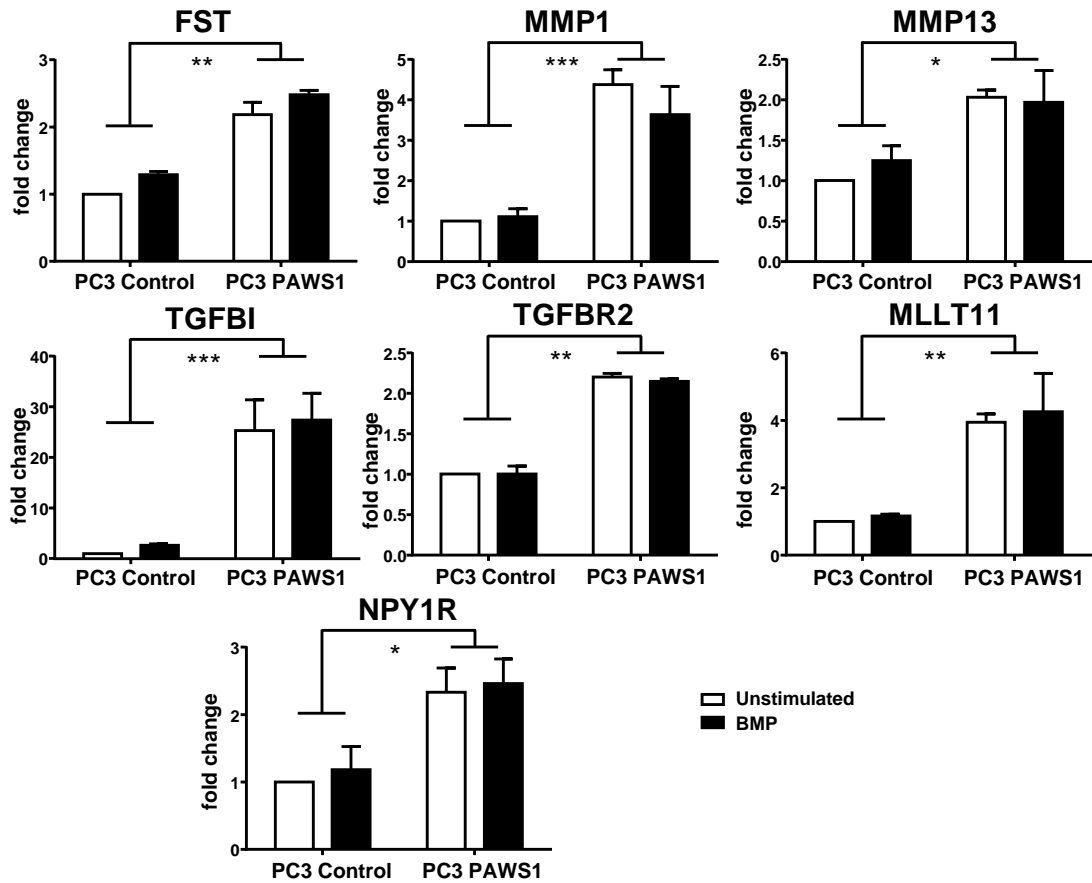 FST
MMP1
MMP13
fold change
3
2
1
0
**
PC3 Control
PC3 PAWS1
fold change
5
4
3
2
1
0
***
PC3 Control
PC3 PAWS1
fold change
2.5
2.0
1.5
1.0
0.5
0.0
*
PC3 Control
PC3 PAWS1
TGFBI
TGFBR2
MLLT11
fold change
40
30
20
10
0
***
PC3 Control
PC3 PAWS1
fold change
2.5
2.0
1.5
1.0
0.5
0.0
**
PC3 Control
PC3 PAWS1
fold change
6
4
2
0
**
PC3 Control
PC3 PAWS1
NPY1R
fold change
3
2
1
0
*
PC3 Control
PC3 PAWS1
Unstimulated
BMP